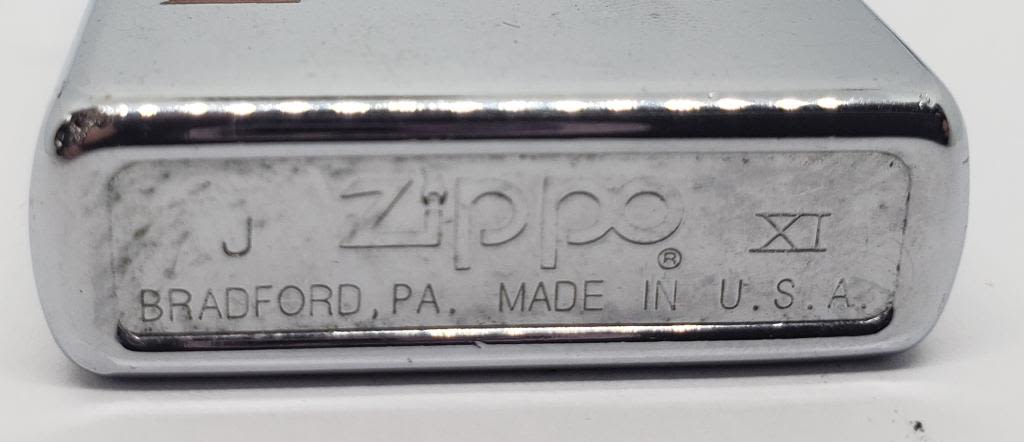 J Zippo® XI
BRADFORD, PA. MADE IN U.S.A.